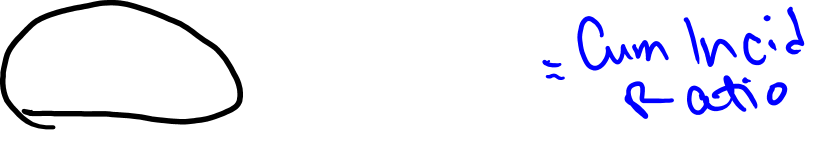 = Cum Incid
Ratio